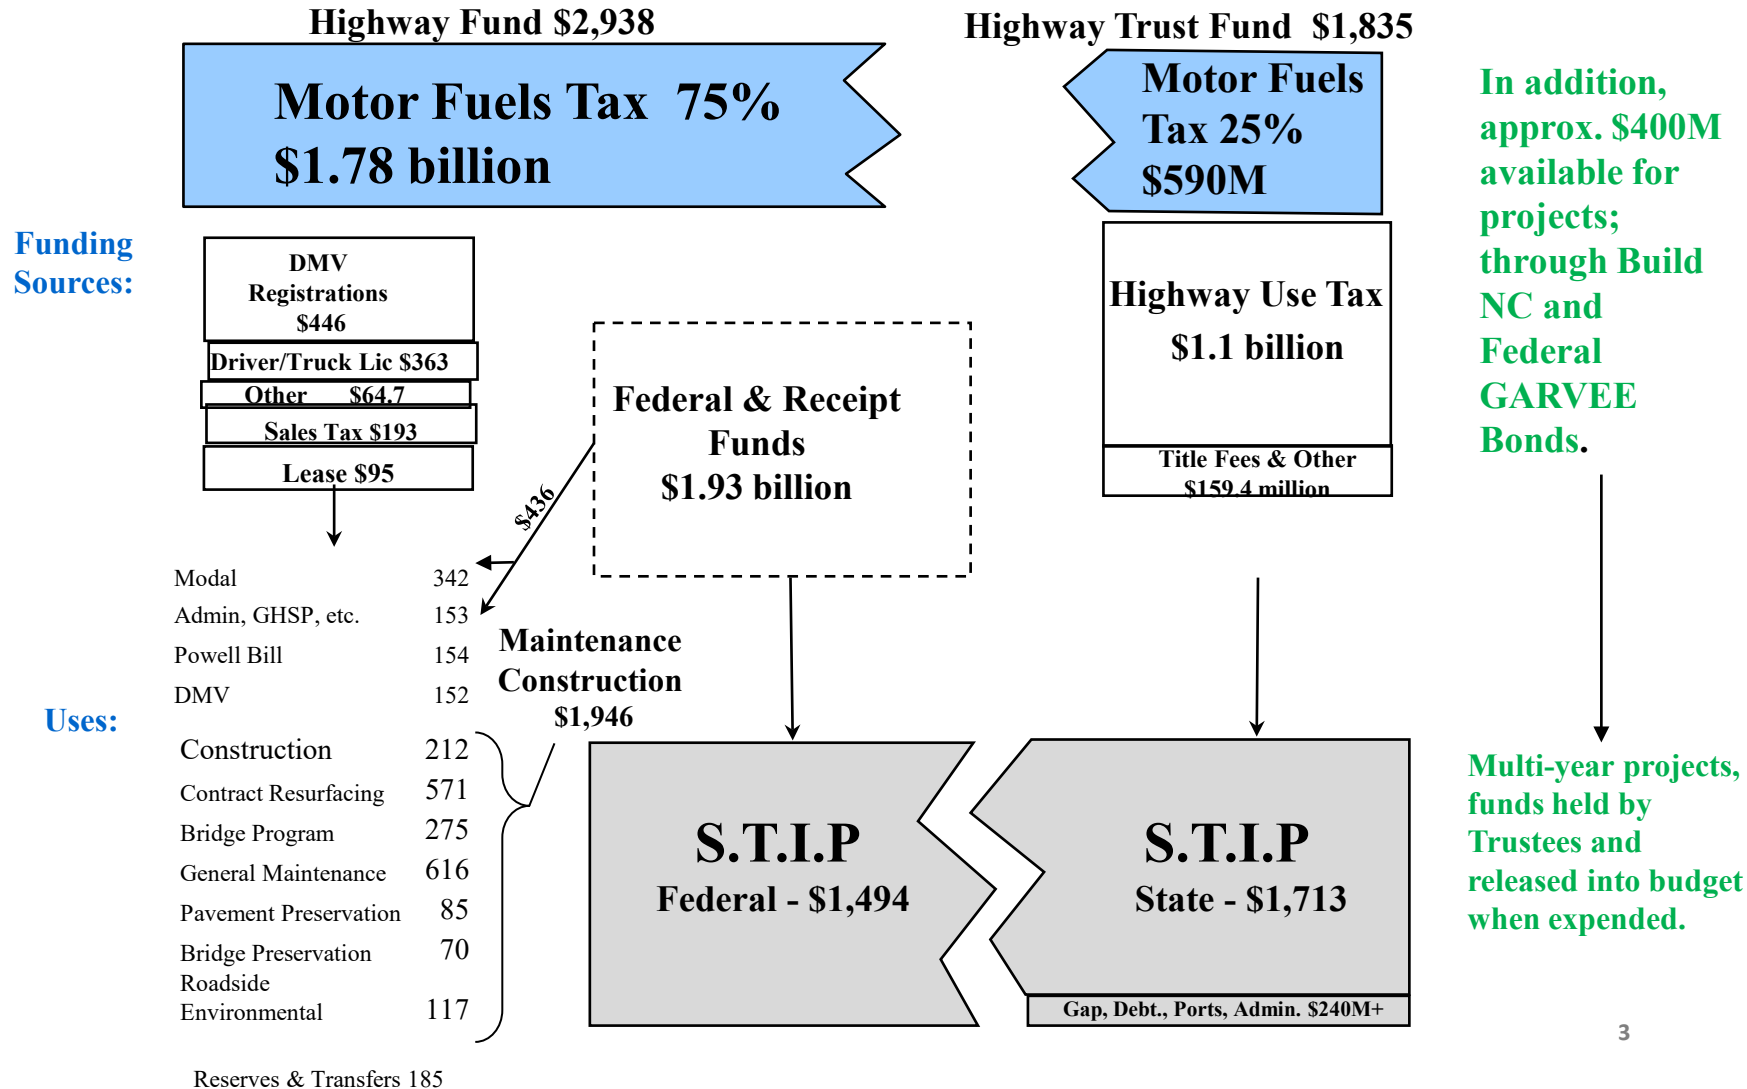 Highway Fund $2,938
Highway Trust Fund  $1,835
Motor Fuels Tax  75%
$1.78 billion
Motor Fuels
Tax 25%
$590M
In addition,
approx. $400M
available for
projects;
through Build
NC and
Federal
GARVEE
Bonds.
Funding
Sources:
DMV
Registrations
$446
Driver/Truck Lic $363
Other $64.7
Sales Tax $193
Lease $95
Federal & Receipt
Funds
$1.93 billion
$436
Highway Use Tax
$1.1 billion
Title Fees & Other
$159.4 million
Uses:
Modal 342
Admin, GHSP, etc. 153
Powell Bill 154
DMV 152
Maintenance
Construction
$1,946
Construction 212
Contract Resurfacing 571
Bridge Program 275
General Maintenance 616
Pavement Preservation 85
Bridge Preservation 70
Roadside
Environmental 117
Reserves & Transfers 185
S.T.I.P
Federal - $1,494
S.T.I.P
State - $1,713
Gap, Debt., Ports, Admin. $240M+
Multi-year projects,
funds held by
Trustees and
released into budget
when expended.
3